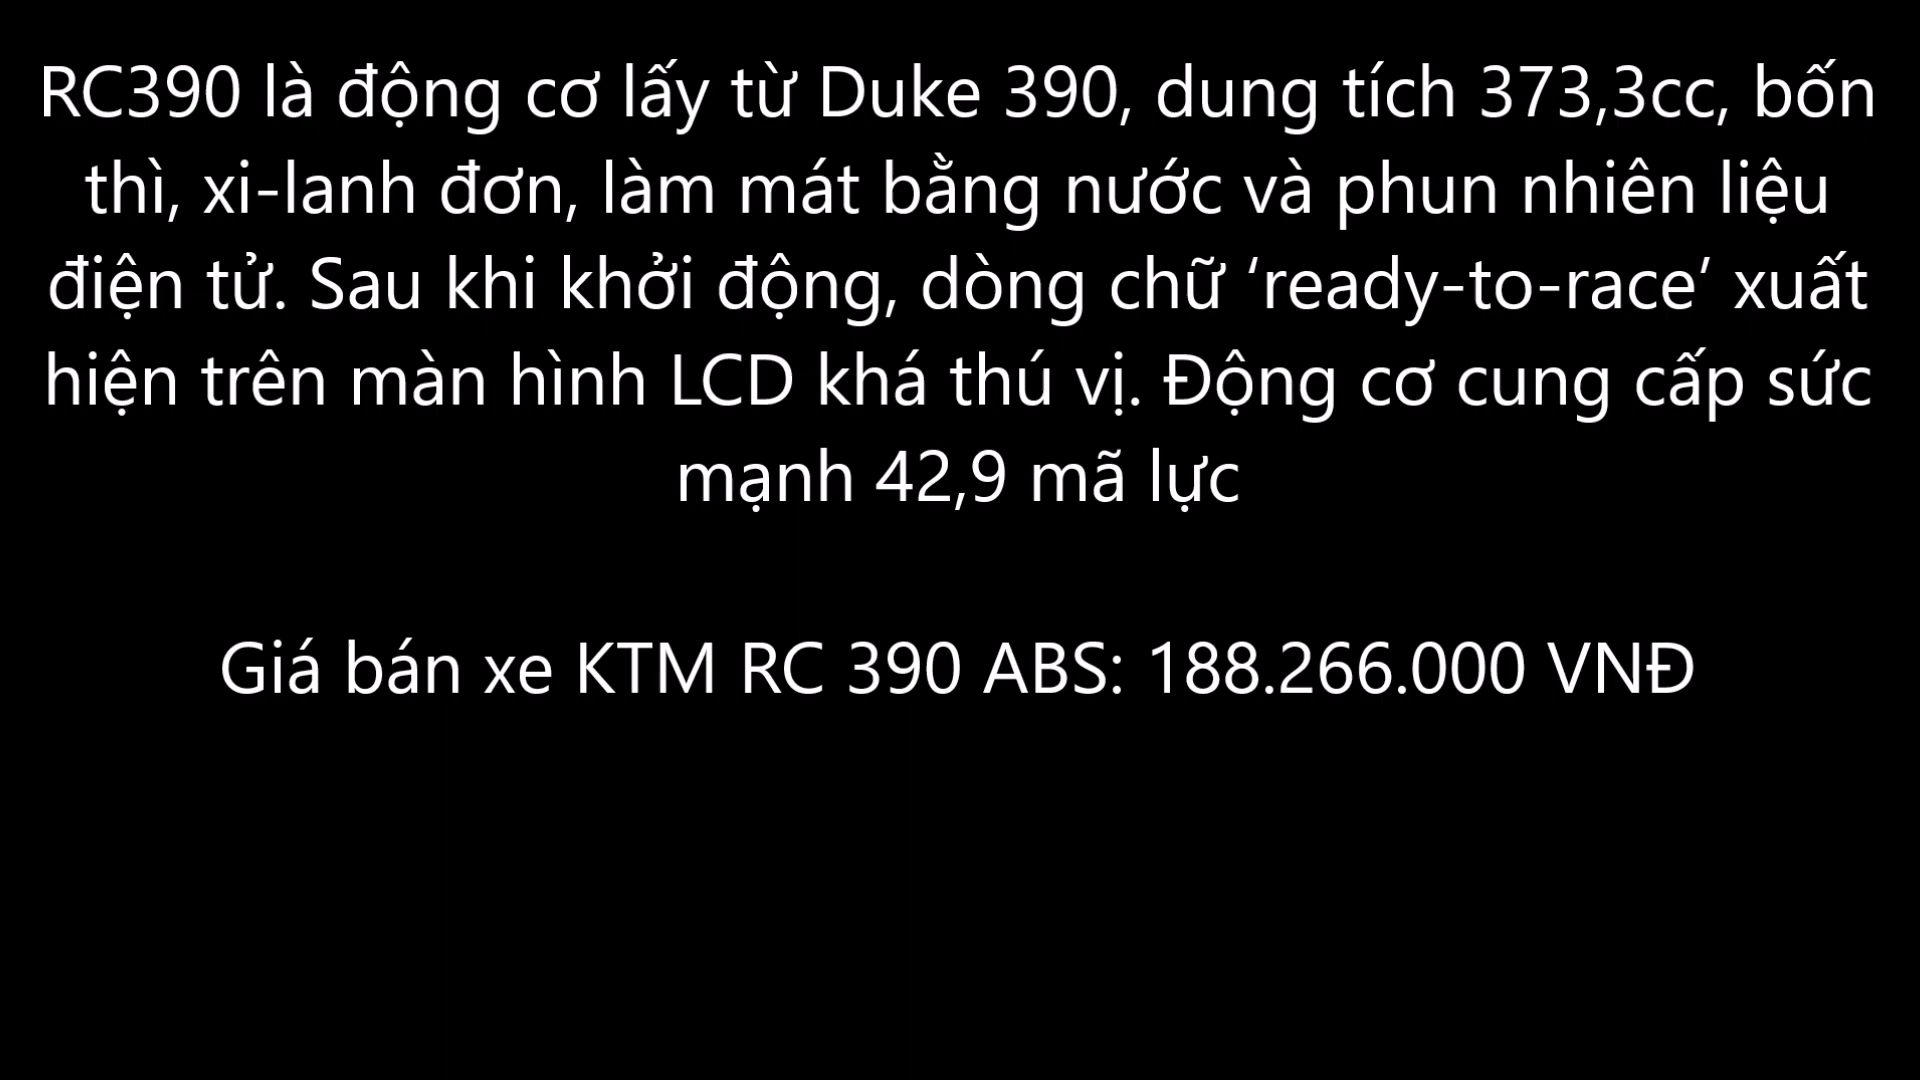 RC390 là động cơ lấy từ Duke 390, dung tích 373,3cc, bốn
thì, xi-lanh đơn, làm mát bằng nước và phun nhiên liệu
điện tử. Sau khi khởi động, dòng chữ ‘ready-to-race’ xuất
hiện trên màn hình LCD khá thú vị. Động cơ cung cấp sức
mạnh 42,9 mã lực
Giá bán xe KTM RC 390 ABS: 188.266.000 VNĐ